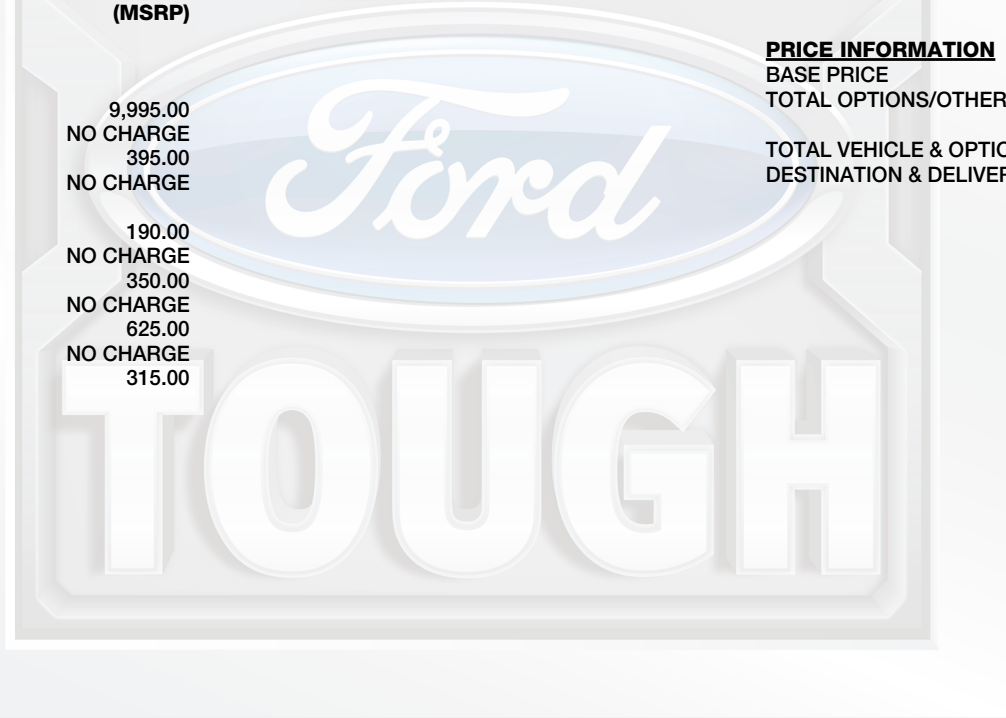 (MSRP)
9,995.00
NO CHARGE
395.00
NO CHARGE
190.00
NO CHARGE
350.00
NO CHARGE
625.00
NO CHARGE
315.00
PRICE INFORMATION
BASE PRICE
TOTAL OPTIONS/OTHER
TOTAL VEHICLE & OPTIO
DESTINATION & DELIVER
Ford
TOUGH